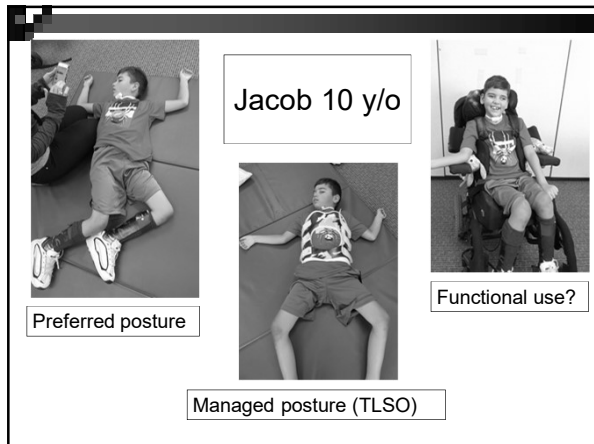 Jacob 10 y/o
Preferred posture
Functional use?
Managed posture (TLSO)